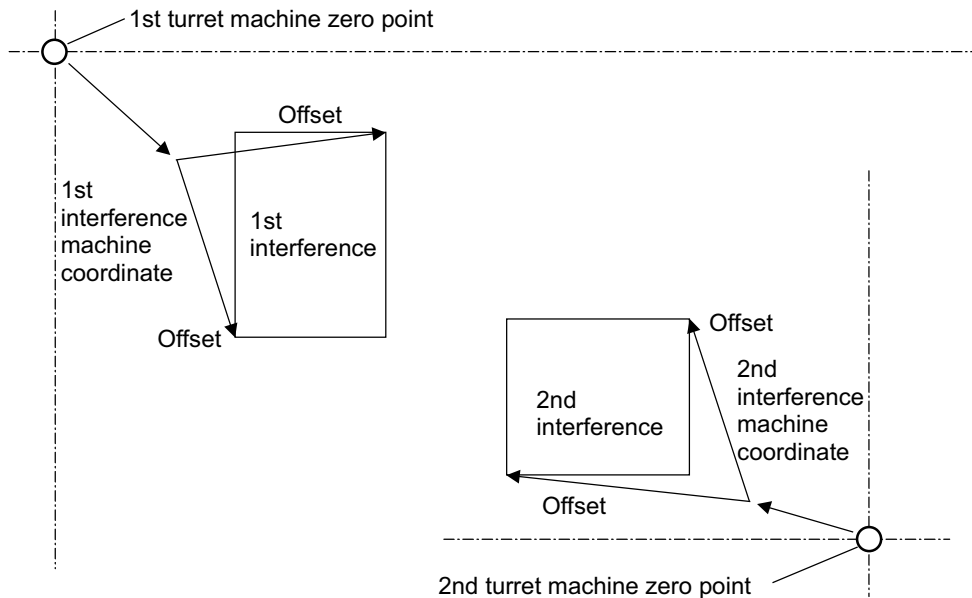 1st turret machine zero point
Offset
1st
interference
machine
coordinate
1st
interference
Offset
Offset
2nd
interference
machine
coordinate
2nd
interference
Offset
2nd turret machine zero point